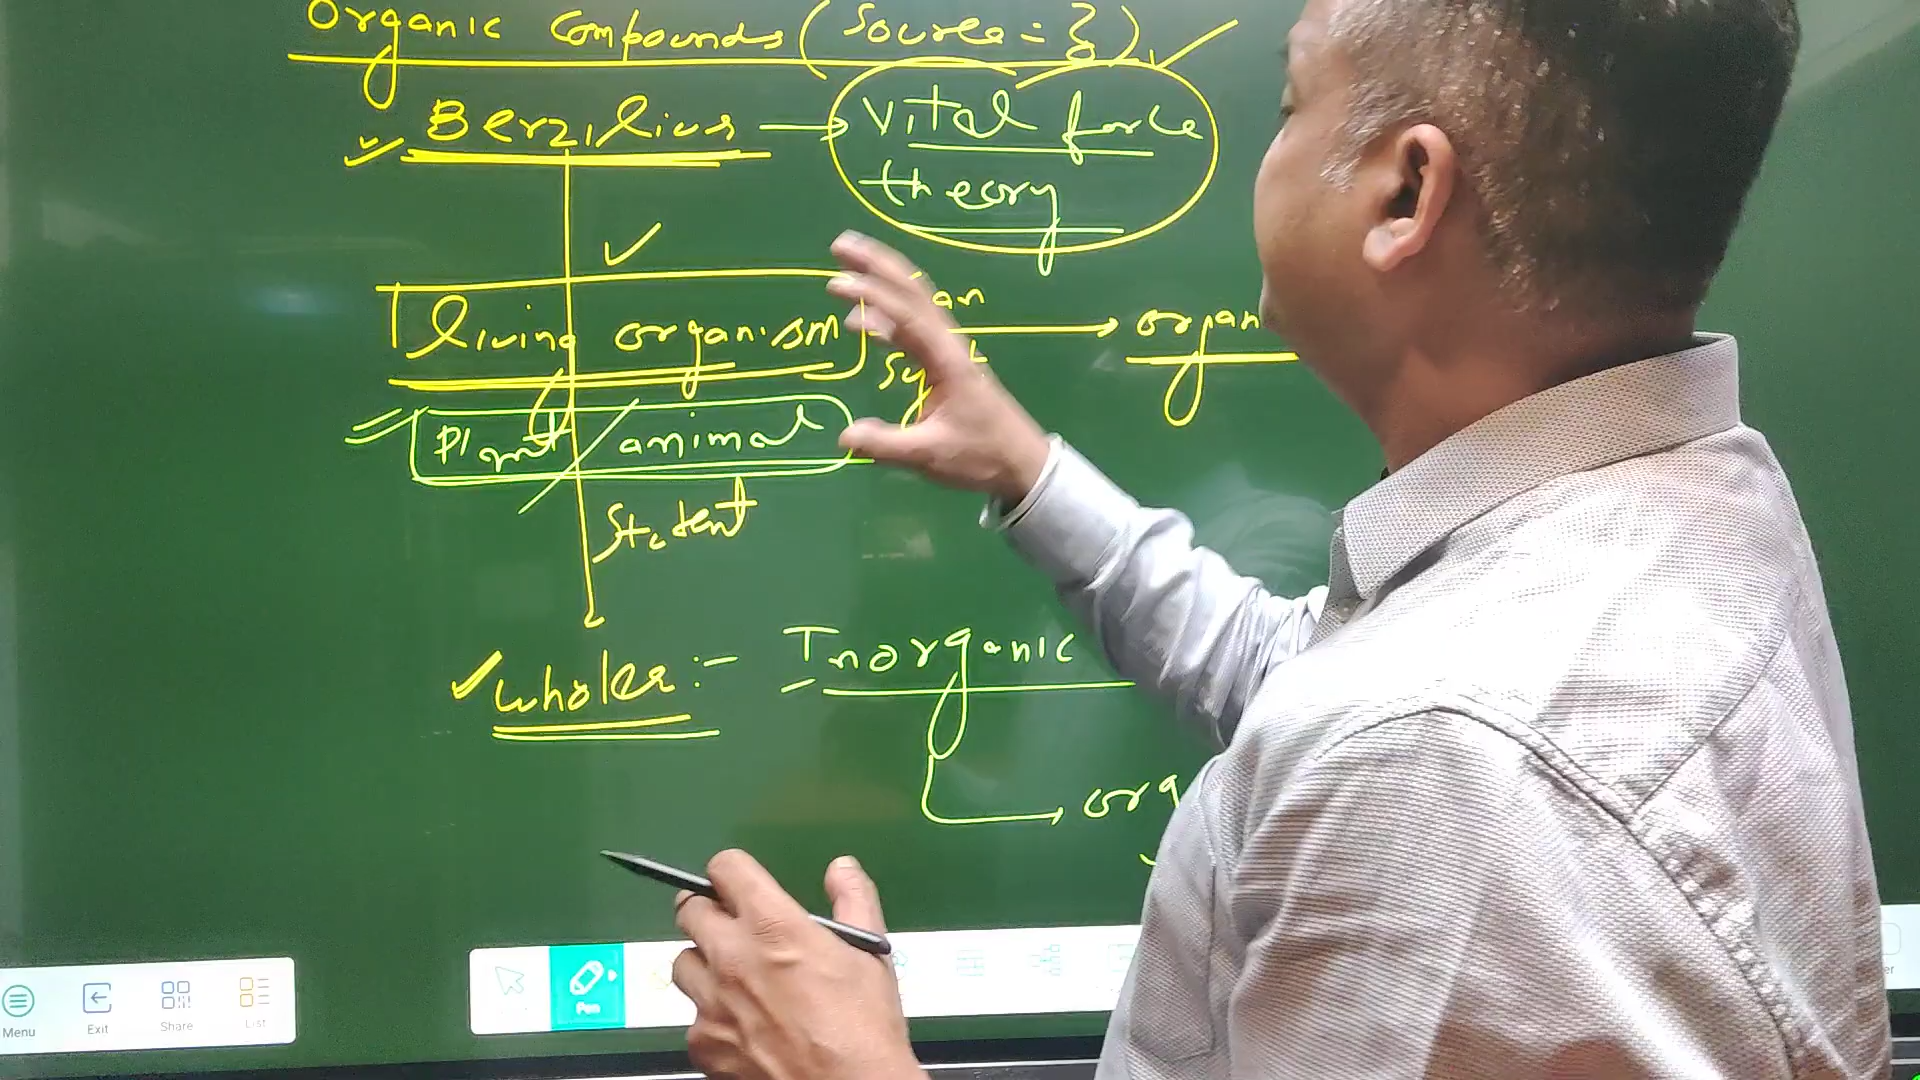 Organic Compounds (Source = })
Berzilius → Vital force
theory
living organism can → organ
Plant / animal
Student
Wholer :- Inorganic
→ org
Menu
Exit
Share
List
Pen